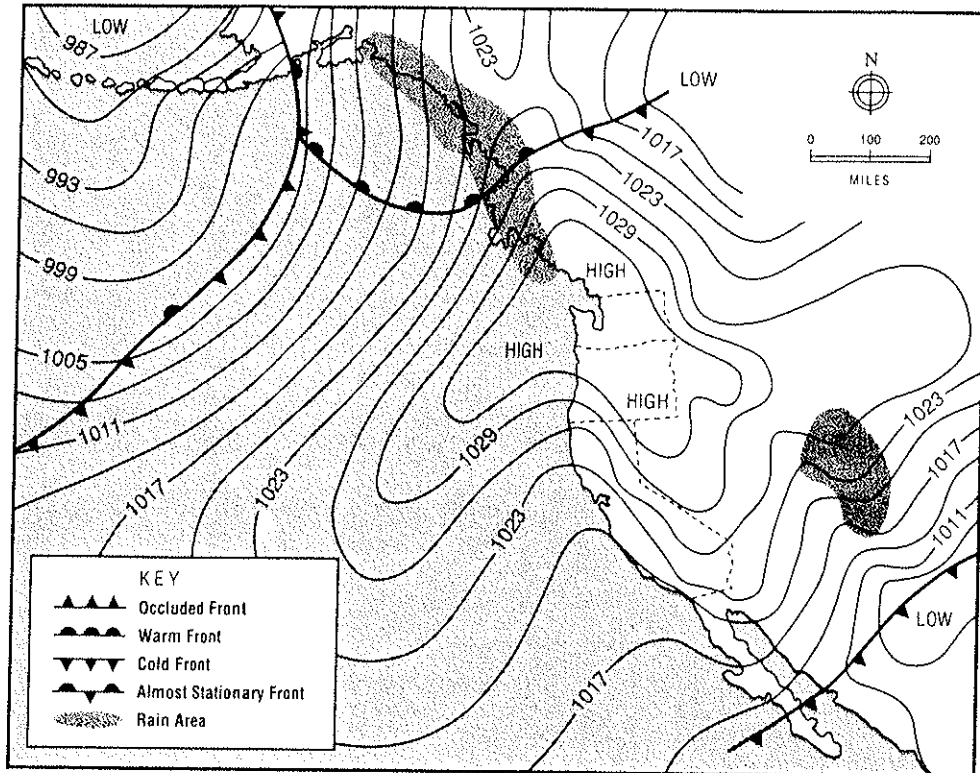 LOW
987
1023
LOW
N
0 100 200
MILES
1017
993
1023
1029
999
HIGH
1005
HIGH
HIGH
1011
1023
1029
1017
1017
1023
1011
1023
KEY
Occluded Front
Warm Front
Cold Front
Almost Stationary Front
Rain Area
LOW
1017